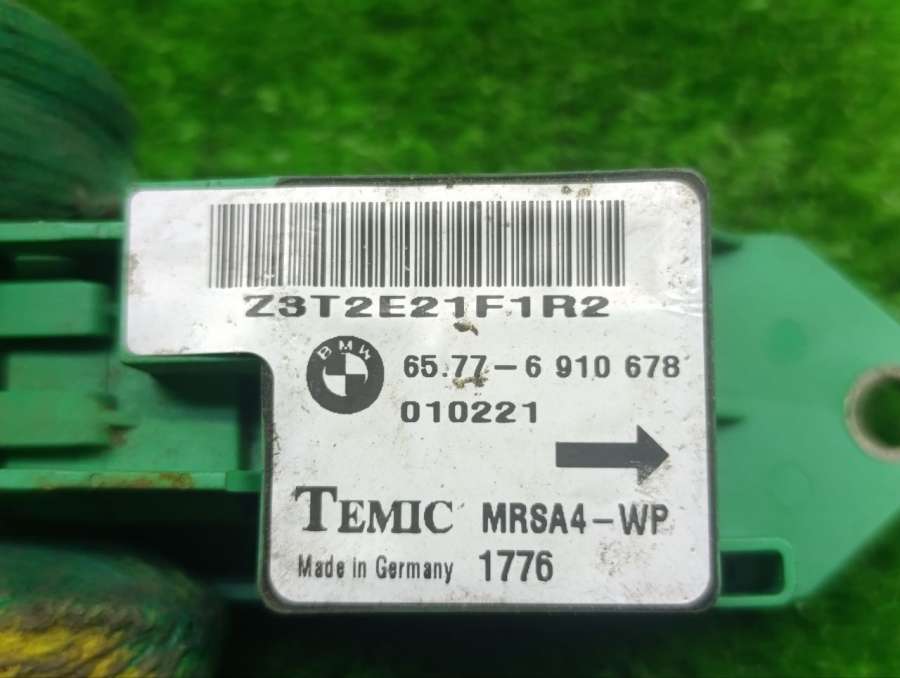 Z3T2E21F1R2
BMW
65.77-6 910 678
010221
TEMIC MRSA4-WP
Made in Germany 1776